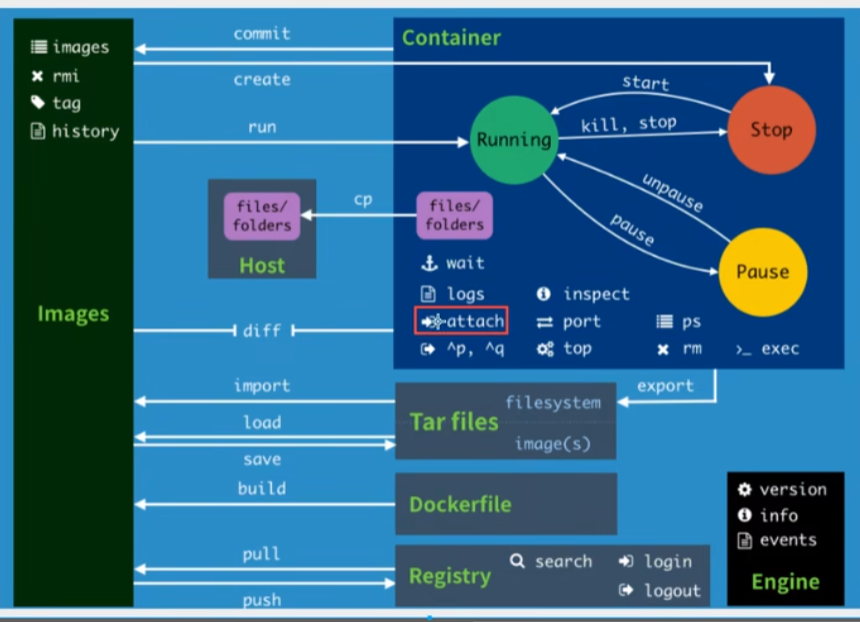 images
rmi
tag
history
Images
commit
create
run
Container
start
Running
kill, stop
Stop
unpause
pause
Pause
files/
folders
Host
cp
files/
folders
wait
logs
inspect
attach
port
ps
^p, ^q
top
rm
>_ exec
diff
import
export
load
save
Tar files
filesystem
image(s)
build
Dockerfile
pull
push
Registry
search
login
logout
version
info
events
Engine